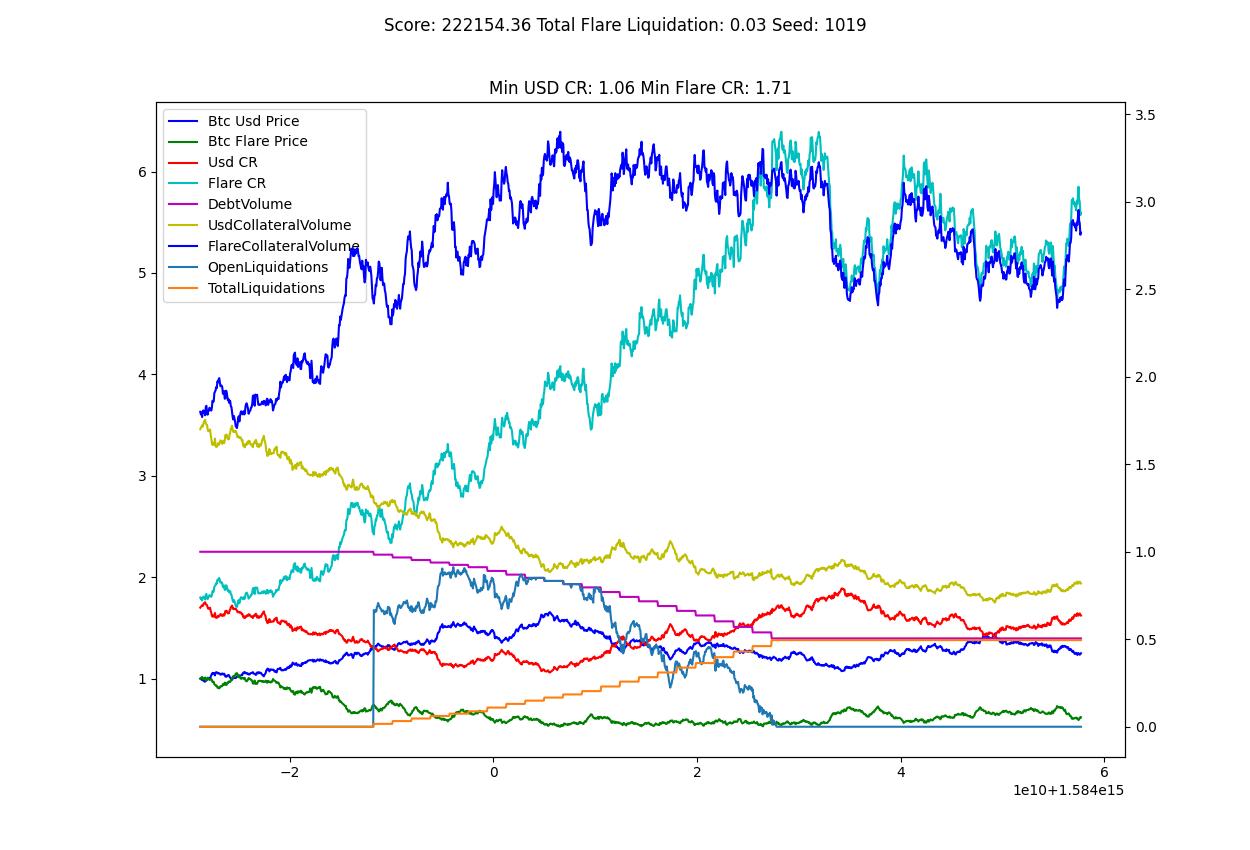 Score: 222154.36 Total Flare Liquidation: 0.03 Seed: 1019
Min USD CR: 1.06 Min Flare CR: 1.71
Btc Usd Price
Btc Flare Price
Usd CR
Flare CR
DebtVolume
UsdCollateralVolume
FlareCollateralVolume
OpenLiquidations
TotalLiquidations
6
5
4
3
2
1
3.5
3.0
2.5
2.0
1.5
1.0
0.5
0.0
−2 0 2 4 6
1e10+1.584e15